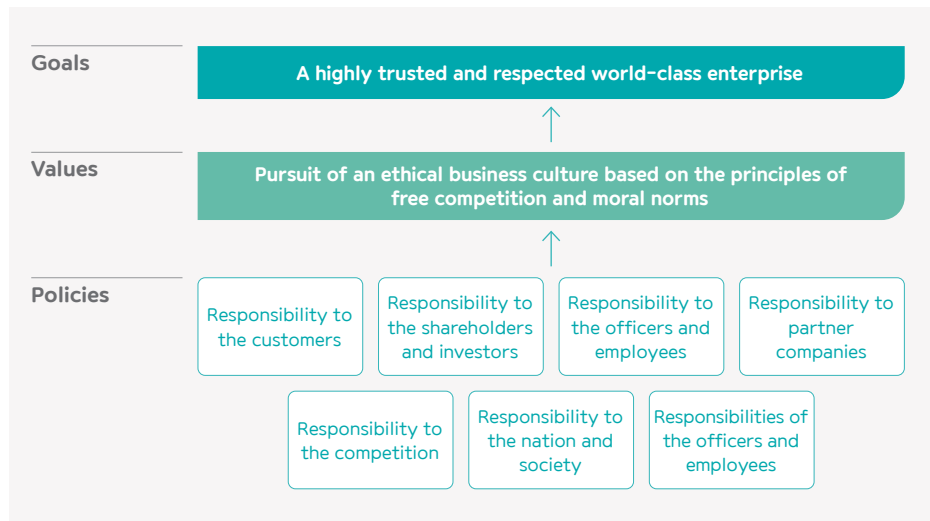 Goals
A highly trusted and respected world-class enterprise
Values
Pursuit of an ethical business culture based on the principles of
free competition and moral norms
Policies
Responsibility to
the customers
Responsibility to
the shareholders
and investors
Responsibility to
the officers and
employees
Responsibility to
partner
companies
Responsibility to
the competition
Responsibility to
the nation and
society
Responsibilities of
the officers and
employees